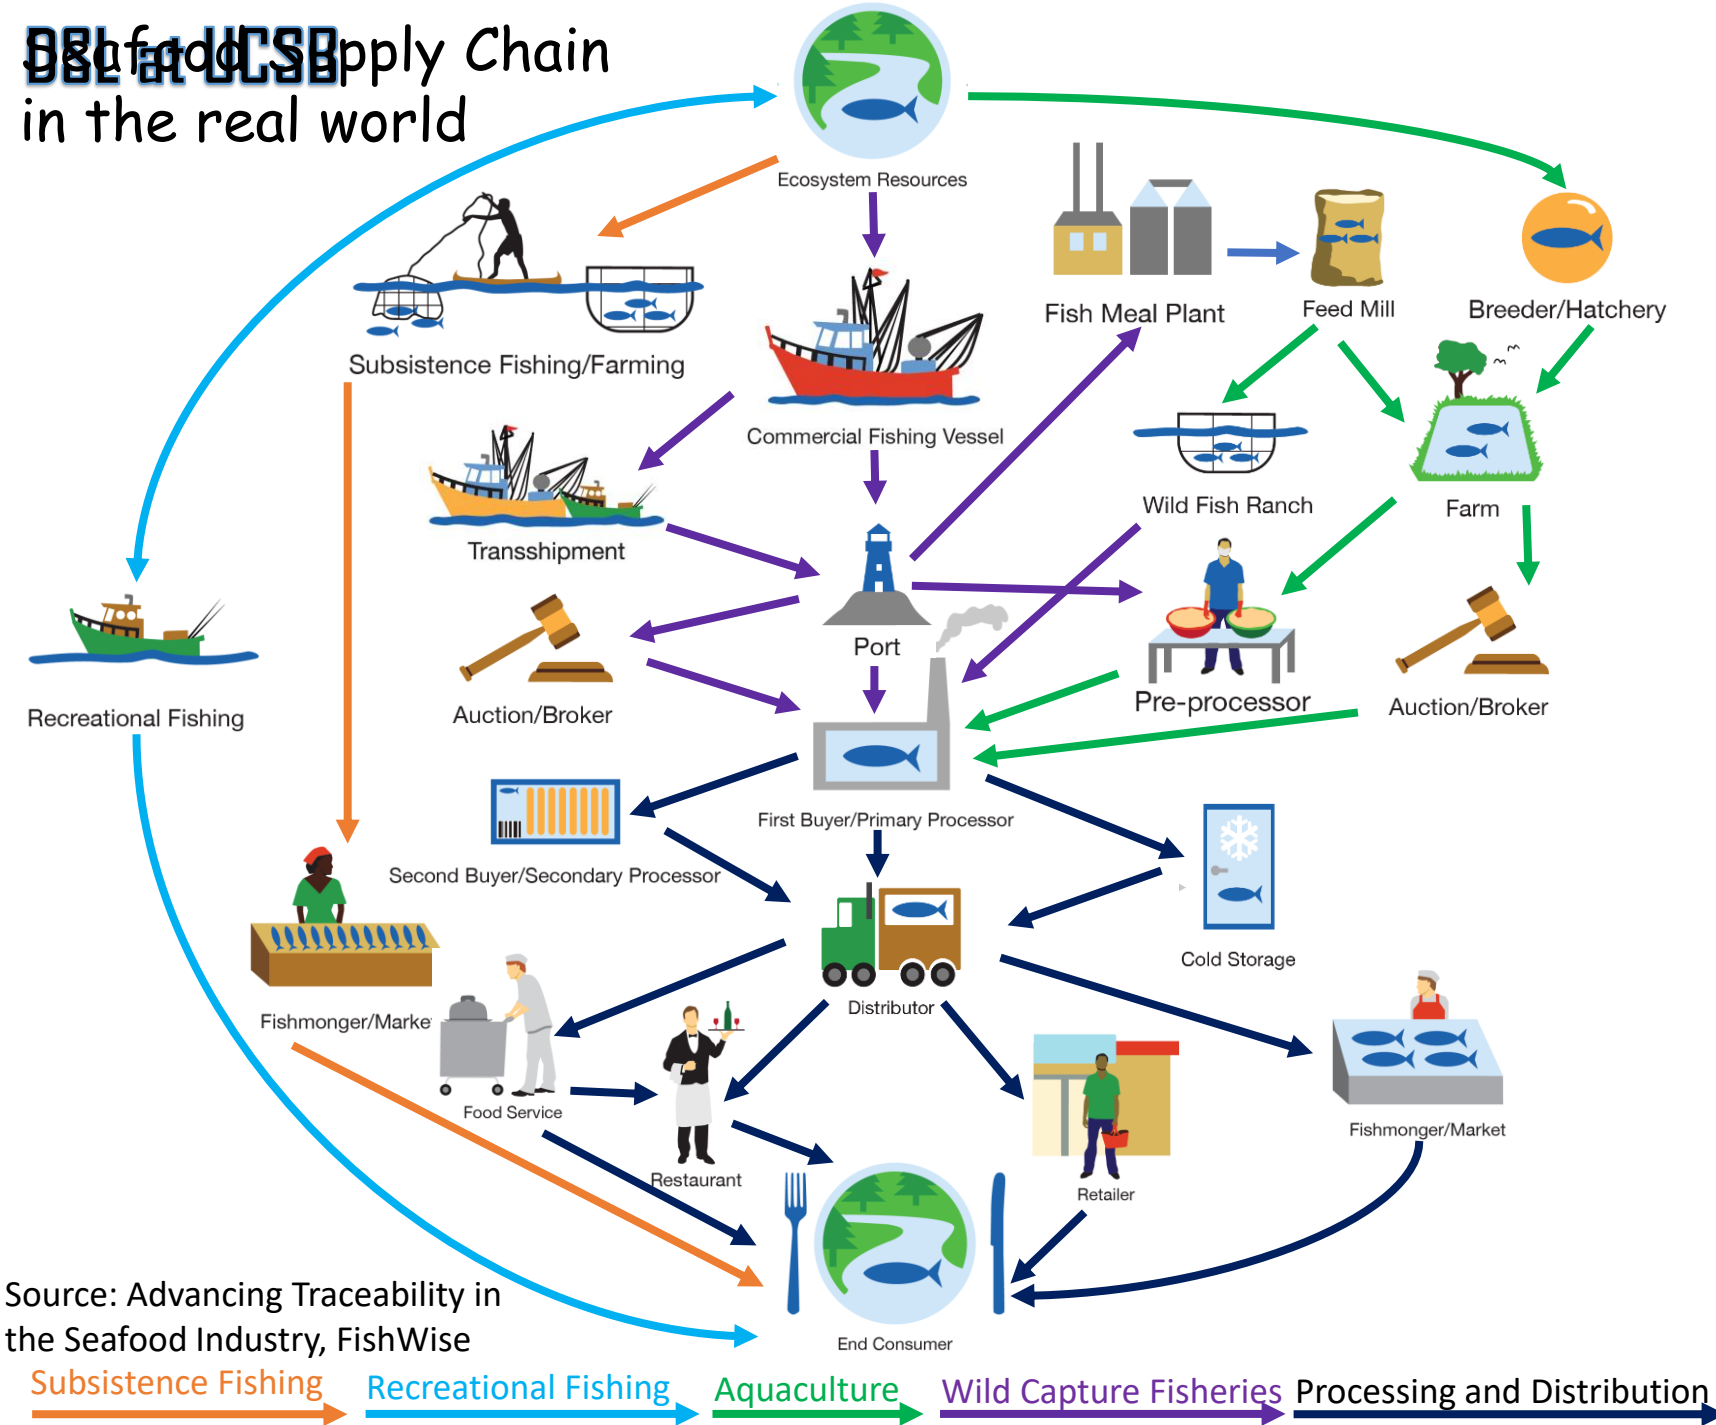 DSL at UCSB
Seafood Supply Chain
in the real world
Ecosystem Resources
Fish Meal Plant
Feed Mill
Breeder/Hatchery
Subsistence Fishing/Farming
Commercial Fishing Vessel
Wild Fish Ranch
Farm
Transshipment
Port
Pre-processor
Auction/Broker
Auction/Broker
Recreational Fishing
First Buyer/Primary Processor
Second Buyer/Secondary Processor
Cold Storage
Distributor
Fishmonger/Marke
Food Service
Fishmonger/Market
Restaurant
Retailer
End Consumer
Source: Advancing Traceability in
the Seafood Industry, FishWise
Subsistence Fishing
Recreational Fishing
Aquaculture
Wild Capture Fisheries
Processing and Distribution